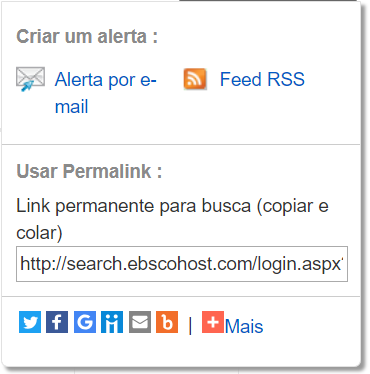 Criar um alerta :
Alerta por e-
mail
Feed RSS
Usar Permalink :
Link permanente para busca (copiar e
colar)
http://search.ebscohost.com/login.aspx?
| Mais